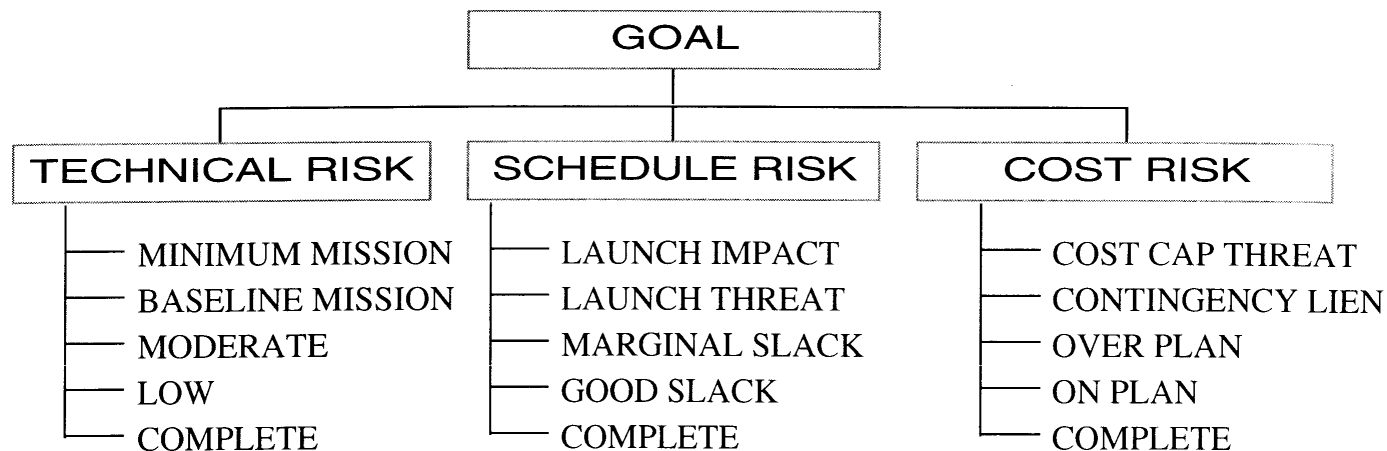 GOAL
TECHNICAL RISK
MINIMUM MISSION
BASELINE MISSION
MODERATE
LOW
COMPLETE
SCHEDULE RISK
LAUNCH IMPACT
LAUNCH THREAT
MARGINAL SLACK
GOOD SLACK
COMPLETE
COST RISK
COST CAP THREAT
CONTINGENCY LIEN
OVER PLAN
ON PLAN
COMPLETE